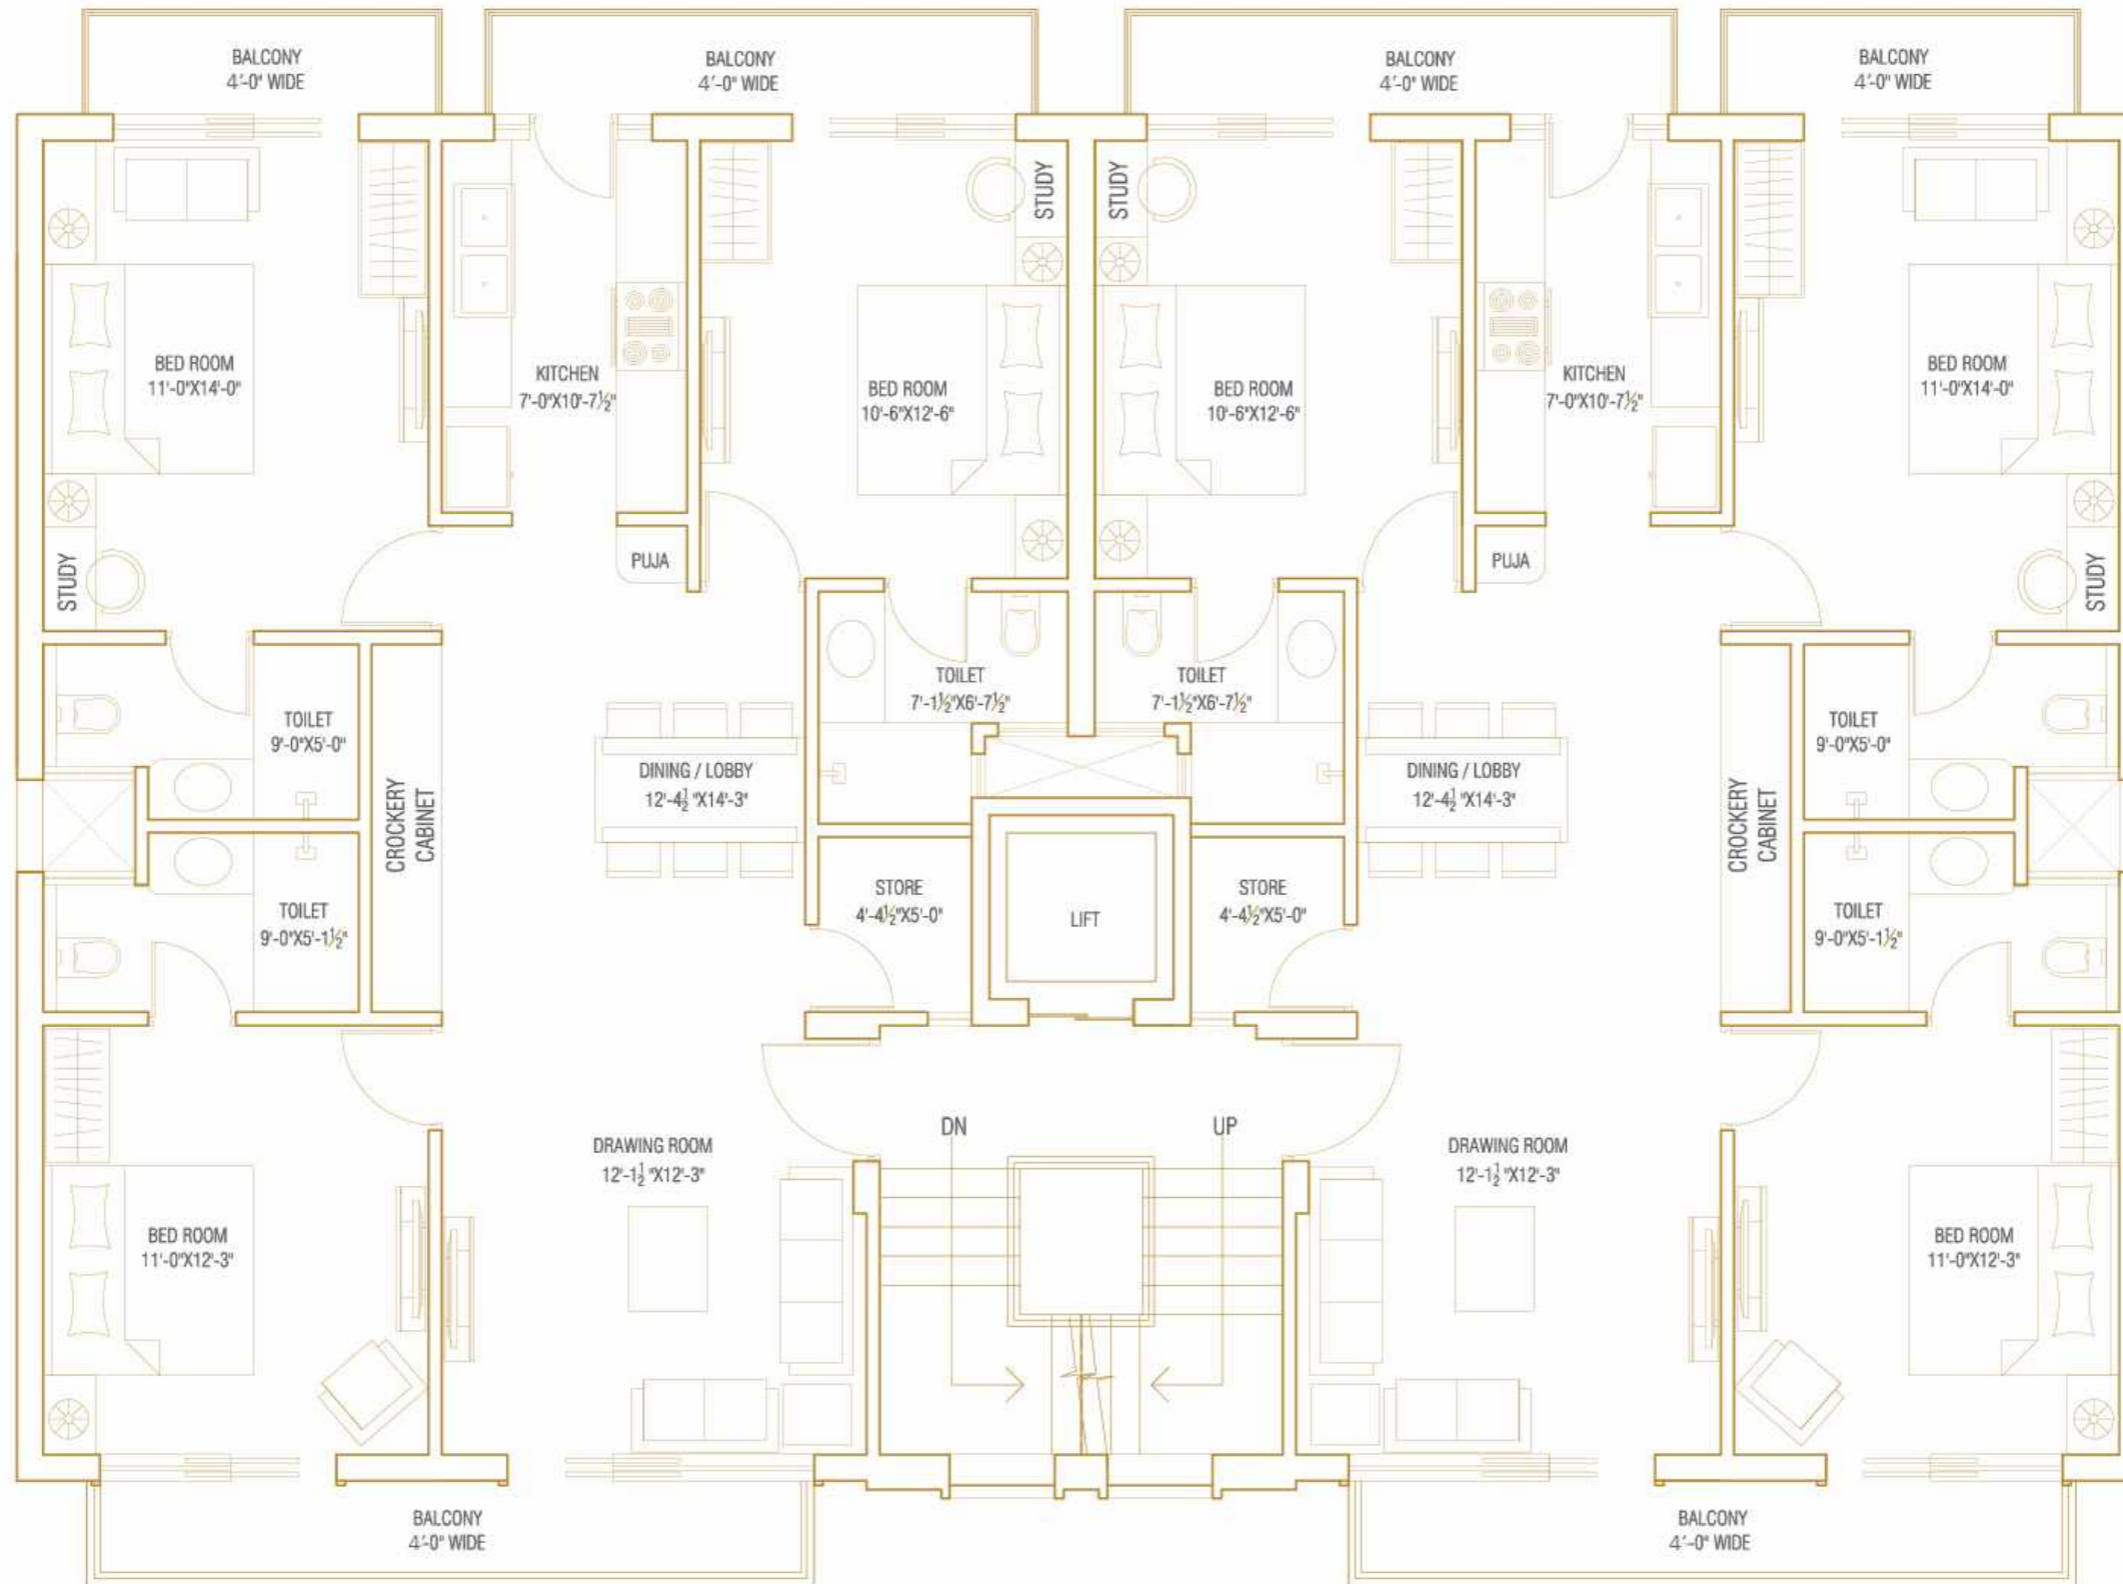 BALCONY
4'-0" WIDE
BALCONY
4'-0" WIDE
BALCONY
4'-0" WIDE
BALCONY
4'-0" WIDE
STUDY
STUDY
BED ROOM
11'-0"X14'-0"
KITCHEN
7'-0"X10'-7½"
BED ROOM
10'-6"X12'-6"
BED ROOM
10'-6"X12'-6"
KITCHEN
7'-0"X10'-7½"
BED ROOM
11'-0"X14'-0"
STUDY
PUJA
PUJA
STUDY
TOILET
9'-0"X5'-0"
TOILET
7'-1½"X6'-7½"
TOILET
7'-1½"X6'-7½"
TOILET
9'-0"X5'-0"
CROCKERY
CABINET
DINING / LOBBY
12'-4½"X14'-3"
DINING / LOBBY
12'-4½"X14'-3"
CROCKERY
CABINET
TOILET
9'-0"X5'-1½"
STORE
4'-4½"X5'-0"
LIFT
STORE
4'-4½"X5'-0"
TOILET
9'-0"X5'-1½"
DN
UP
DRAWING ROOM
12'-1½"X12'-3"
DRAWING ROOM
12'-1½"X12'-3"
BED ROOM
11'-0"X12'-3"
BED ROOM
11'-0"X12'-3"
BALCONY
4'-0" WIDE
BALCONY
4'-0" WIDE